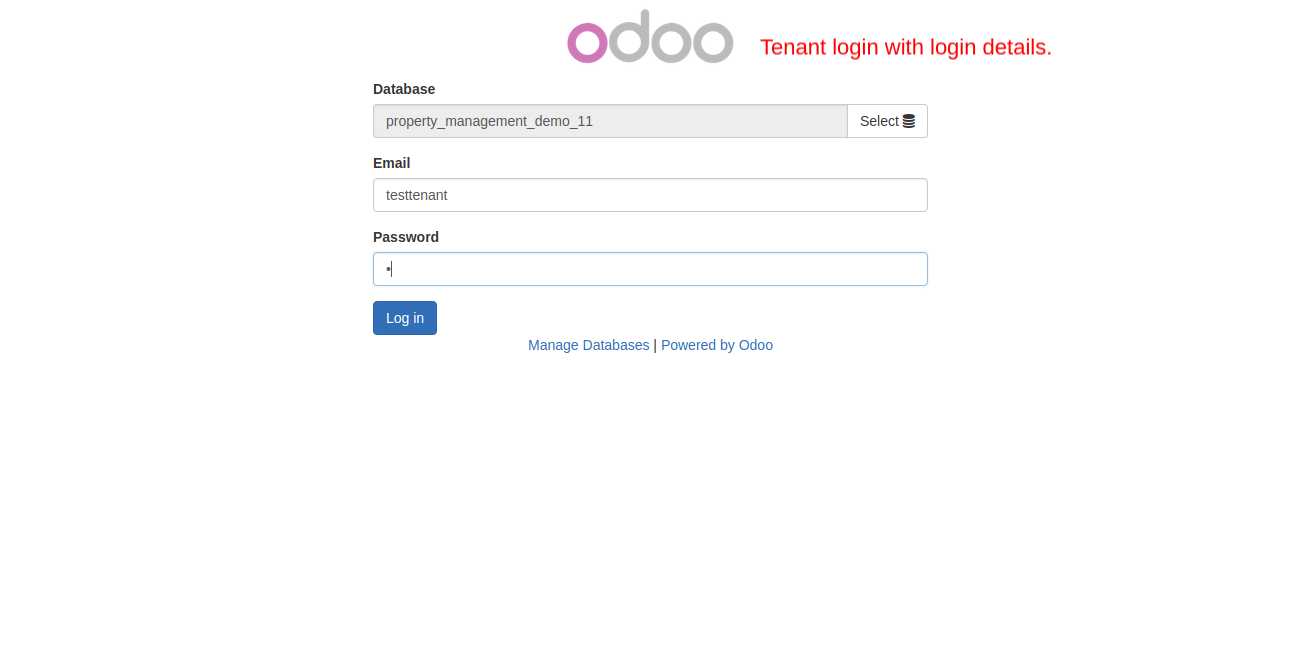 odoo
Tenant login with login details.
Database
property_management_demo_11
Select
Email
testtenant
Password
•
Log in
Manage Databases | Powered by Odoo